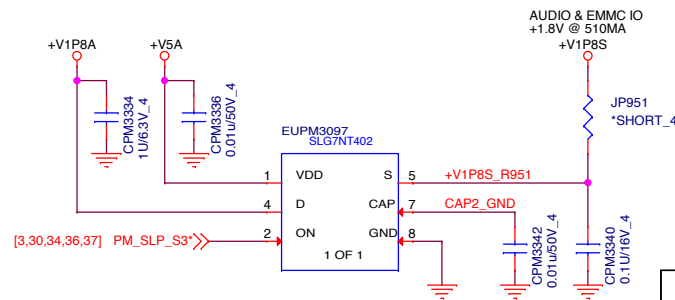 AUDIO & EMMC IO
+1.8V @ 510MA
+V1P8A
+V5A
+V1P8S
CPM3334
1U/6.3V_4
CPM3336
0.01u/50V_4
JP951
*SHORT_4
EUPM3097
SLG7NT402
1 VDD S 5 +V1P8S_R951
4 D CAP 7 CAP2_GND
[3,30,34,36,37] PM_SLP_S3* 2 ON GND 8
1 OF 1
CPM3342
0.01u/50V_4
CPM3340
0.1U/16V_4